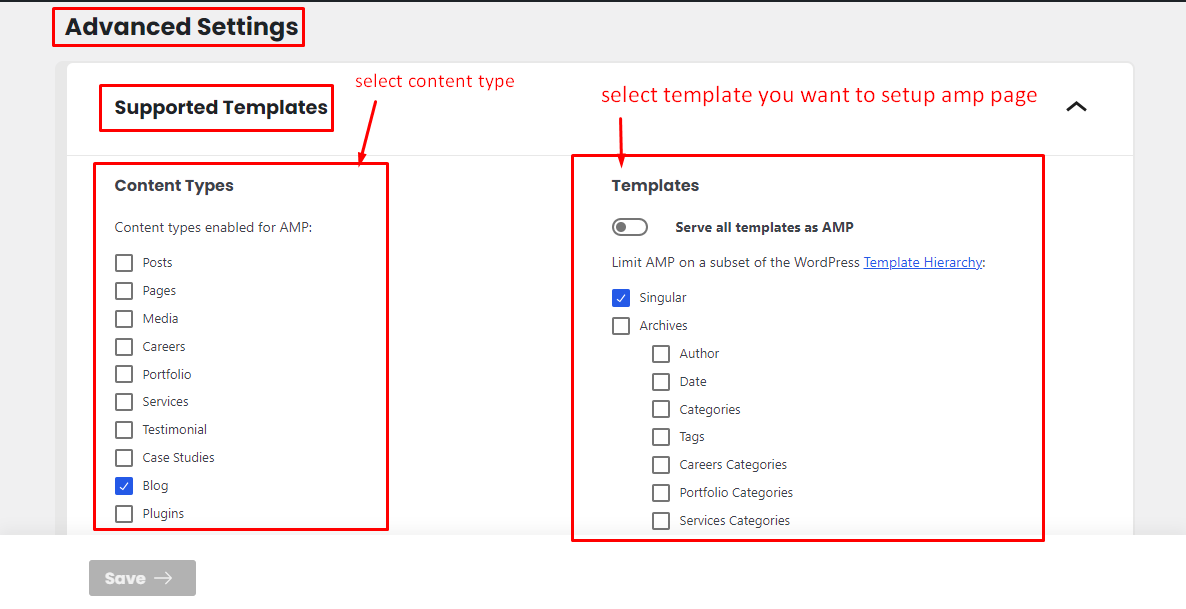 Advanced Settings
select content type
select template you want to setup amp page
Supported Templates
Content Types
Content types enabled for AMP:
Posts
Pages
Media
Careers
Portfolio
Services
Testimonial
Case Studies
Blog
Plugins
Templates
Serve all templates as AMP
Limit AMP on a subset of the WordPress Template Hierarchy:
Singular
Archives
Author
Date
Categories
Tags
Careers Categories
Portfolio Categories
Services Categories
Save